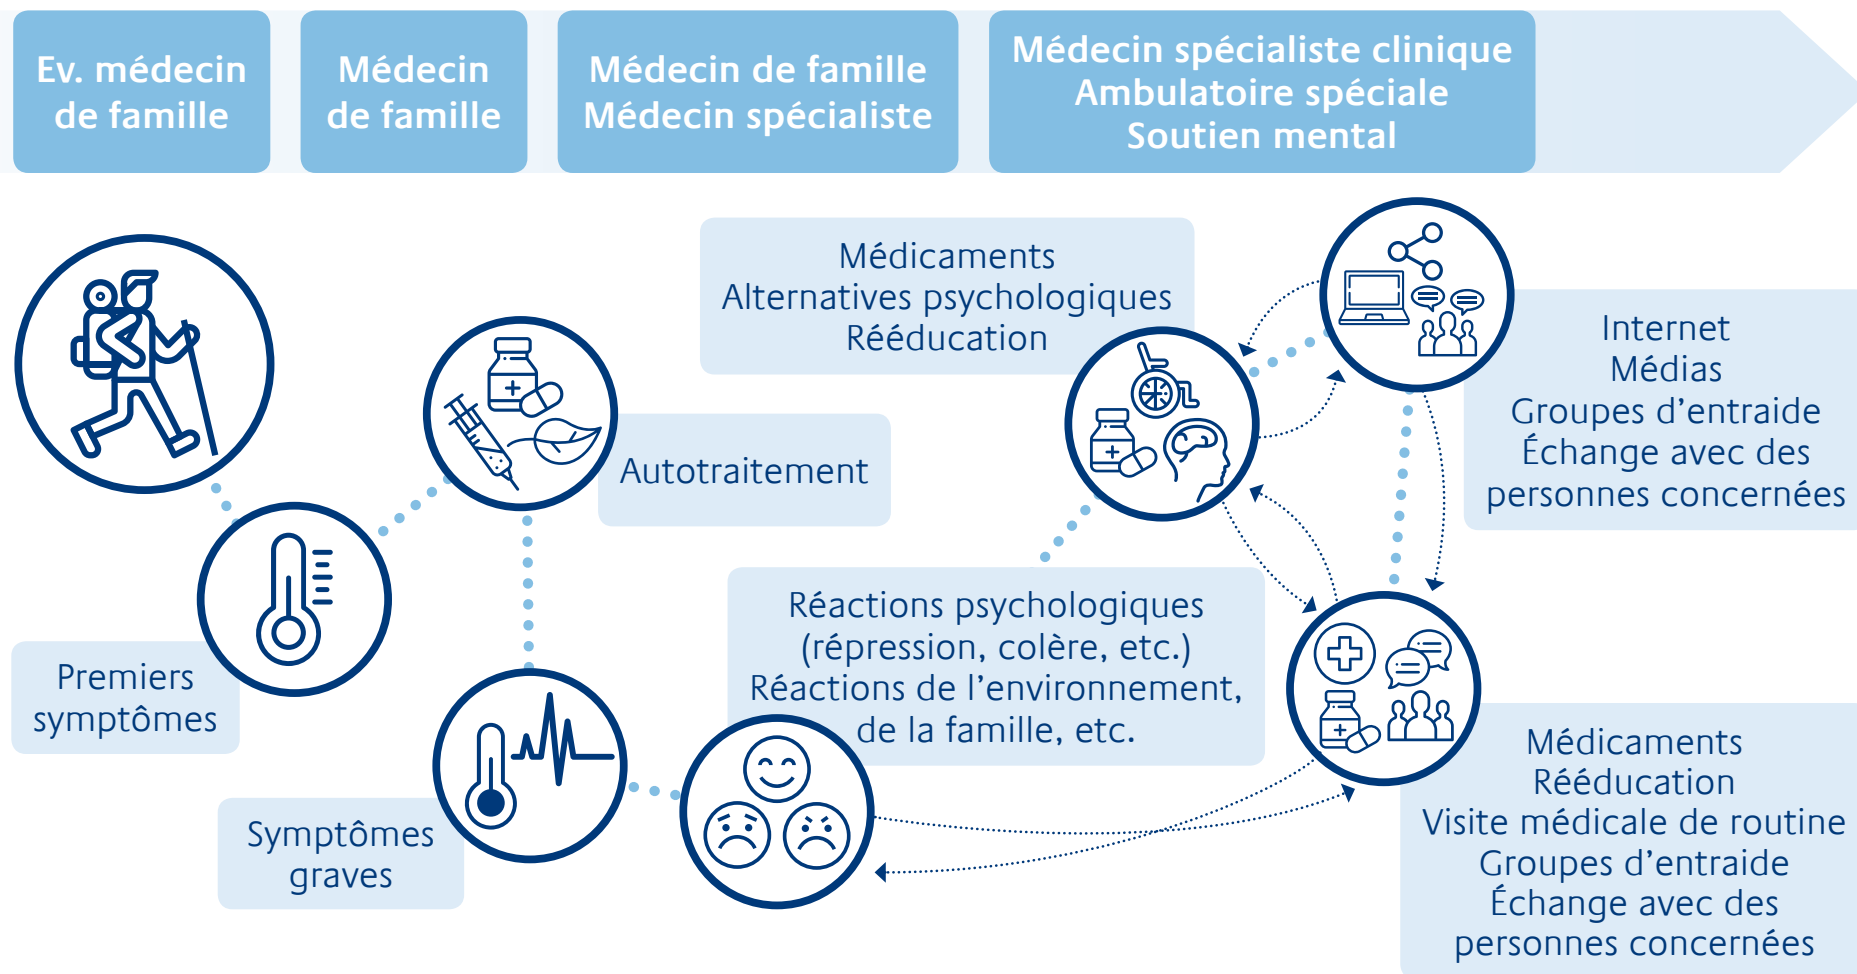 Ev. médecin
de famille
Médecin
de famille
Médecin de famille
Médecin spécialiste
Médecin spécialiste clinique
Ambulatoire spéciale
Soutien mental
Médicaments
Alternatives psychologiques
Rééducation
Internet
Médias
Groupes d'entraide
Échange avec des
personnes concernées
Autotraitement
Réactions psychologiques
(répression, colère, etc.)
Réactions de l'environnement,
de la famille, etc.
Premiers
symptômes
Symptômes
graves
Médicaments
Rééducation
Visite médicale de routine
Groupes d'entraide
Échange avec des
personnes concernées